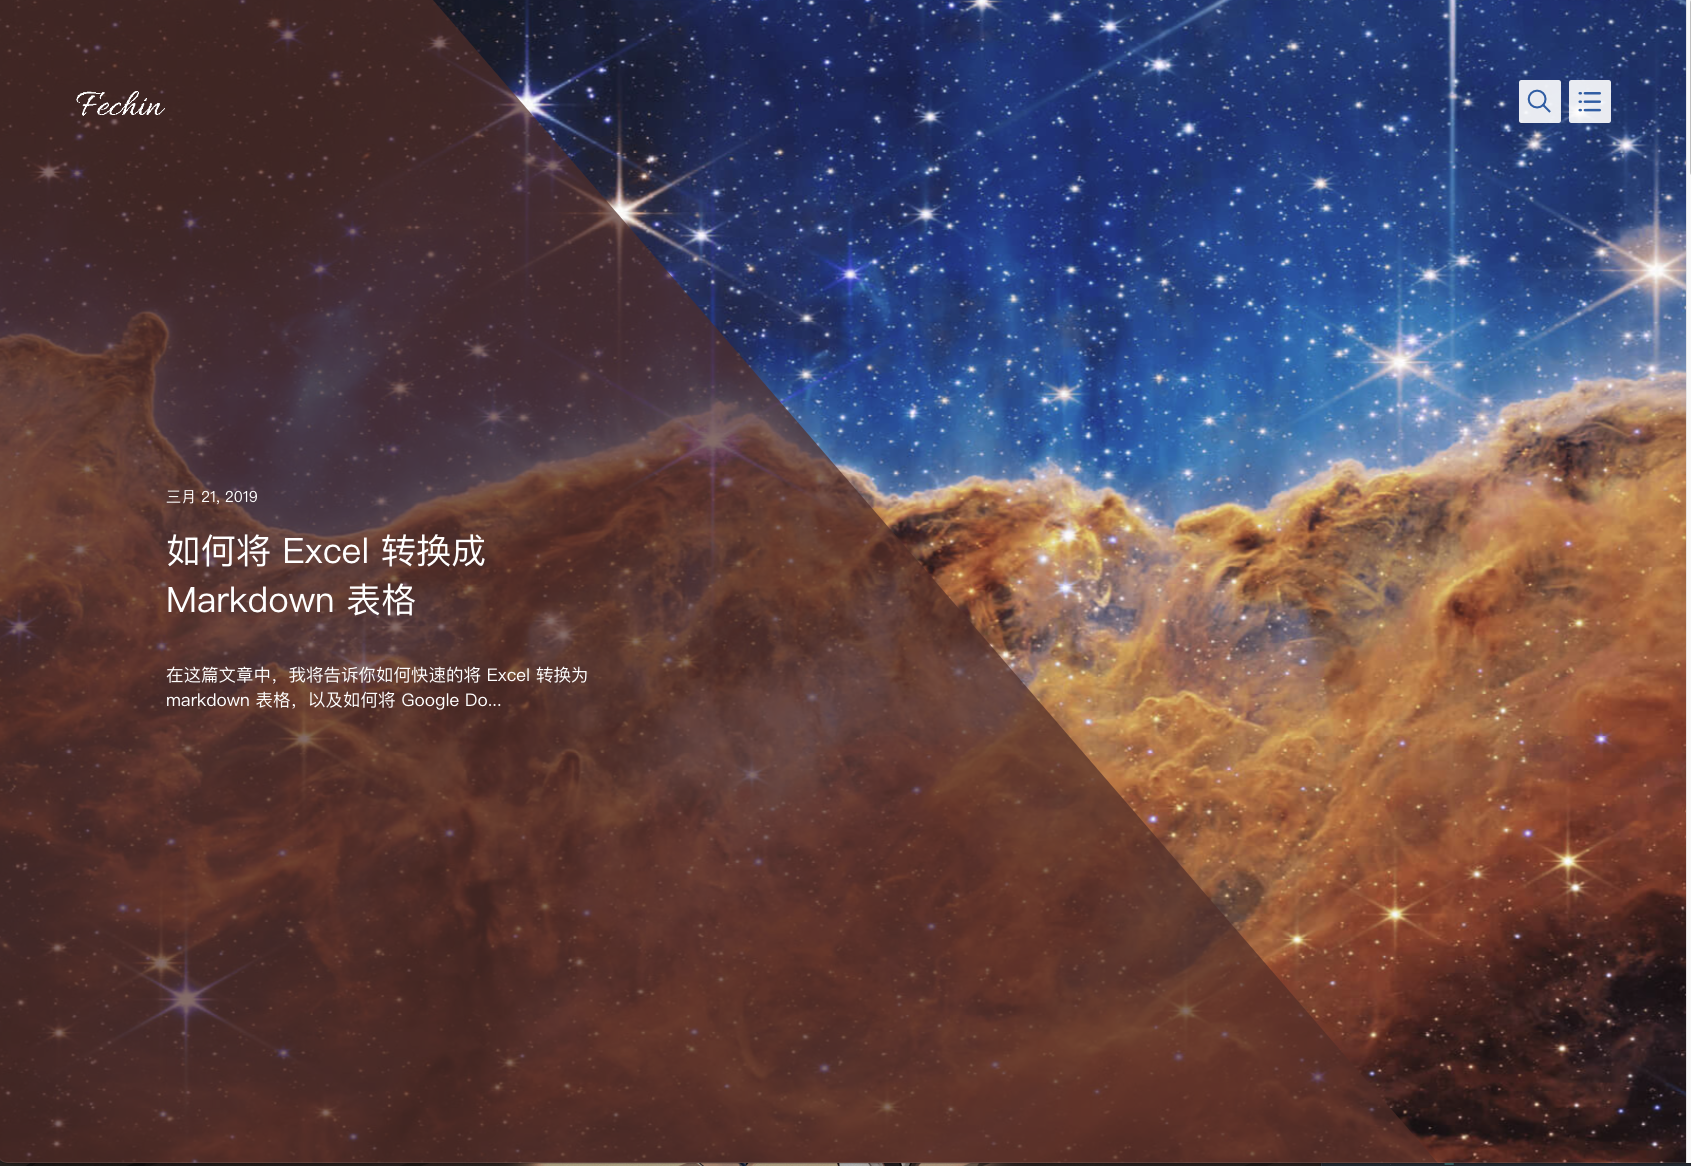 Fechin
三月 21, 2019
如何将 Excel 转换成
Markdown 表格
在这篇文章中，我将告诉你如何快速的将 Excel 转换为
markdown 表格，以及如何将 Google Do...